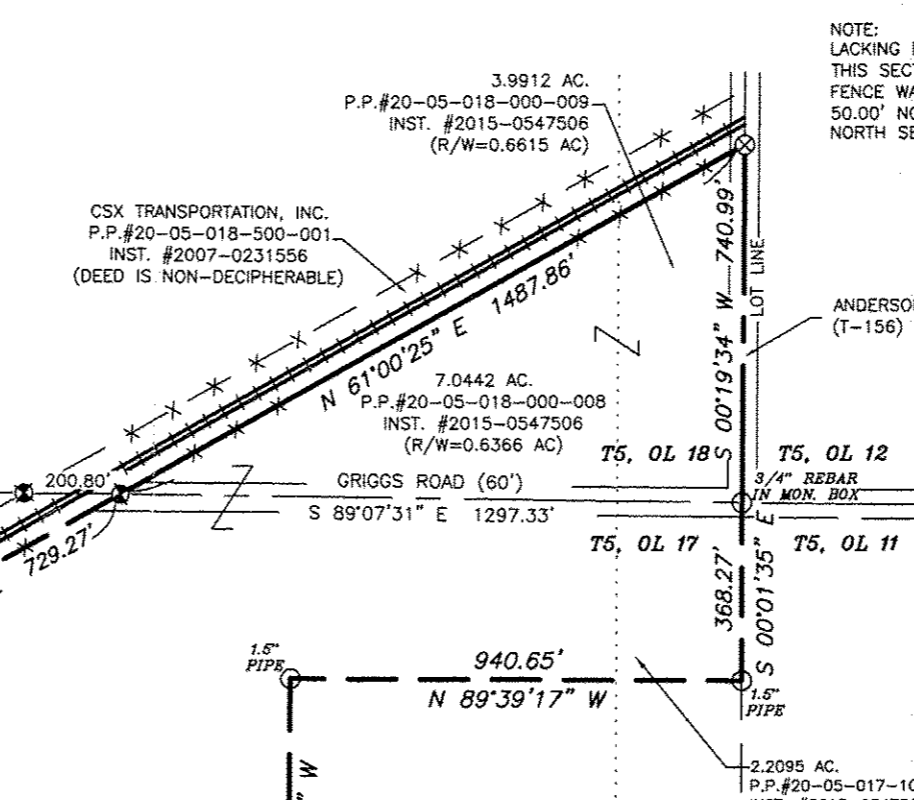 NOTE:
LACKING
THIS SECT
FENCE WA
50.00' NO
NORTH SE
3.9912 AC.
P.P.#20-05-018-000-009
INST. #2015-0547506
(R/W=0.6615 AC)
CSX TRANSPORTATION, INC.
P.P.#20-05-018-500-001
INST. #2007-0231556
(DEED IS NON-DECIPHERABLE)
N 61°00'25" E 1487.86'
S 00°19'34" W 740.99'
LOT LINE
ANDERSO
(T-156)
7.0442 AC.
P.P.#20-05-018-000-008
INST. #2015-0547506
(R/W=0.6366 AC)
T5, OL 18
T5, OL 12
200.80'
GRIGGS ROAD (60')
3/4" REBAR
IN MON. BOX
S 89°07'31" E 1297.33'
729.27'
T5, OL 17
T5, OL 11
368.27'
S 00°01'35" E
1.5"
PIPE
940.65'
N 89°39'17" W
1.5"
PIPE
" W
2.2095 AC.
P.P.#20-05-017-10